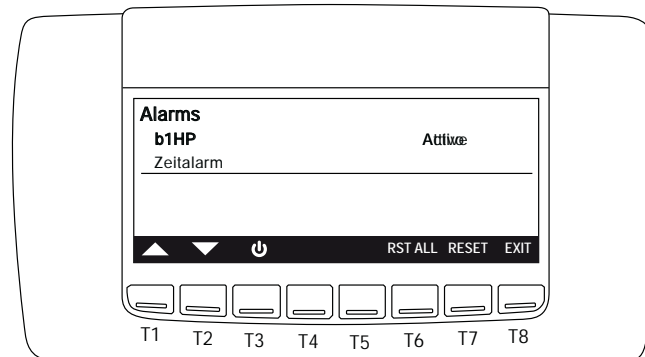 Alarms
b1HP
Zeitalarm
RST ALL RESET EXIT
T1 T2 T3 T4 T5 T6 T7 T8